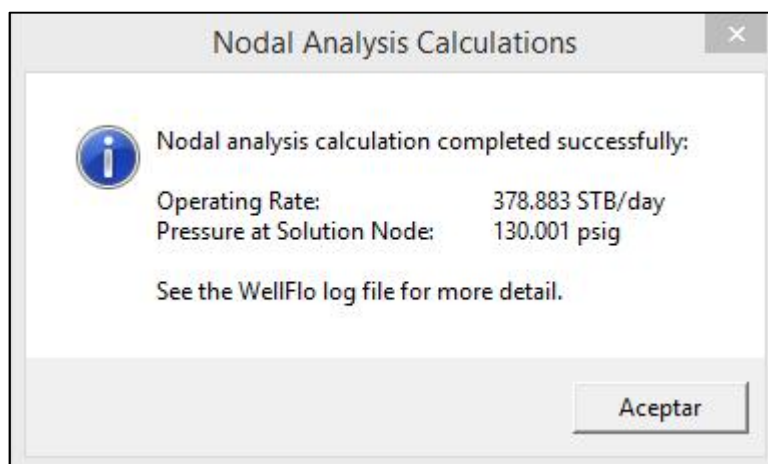 Nodal Analysis Calculations
Nodal analysis calculation completed successfully:
Operating Rate: 378.883 STB/day
Pressure at Solution Node: 130.001 psig
See the WellFlo log file for more detail.
Aceptar